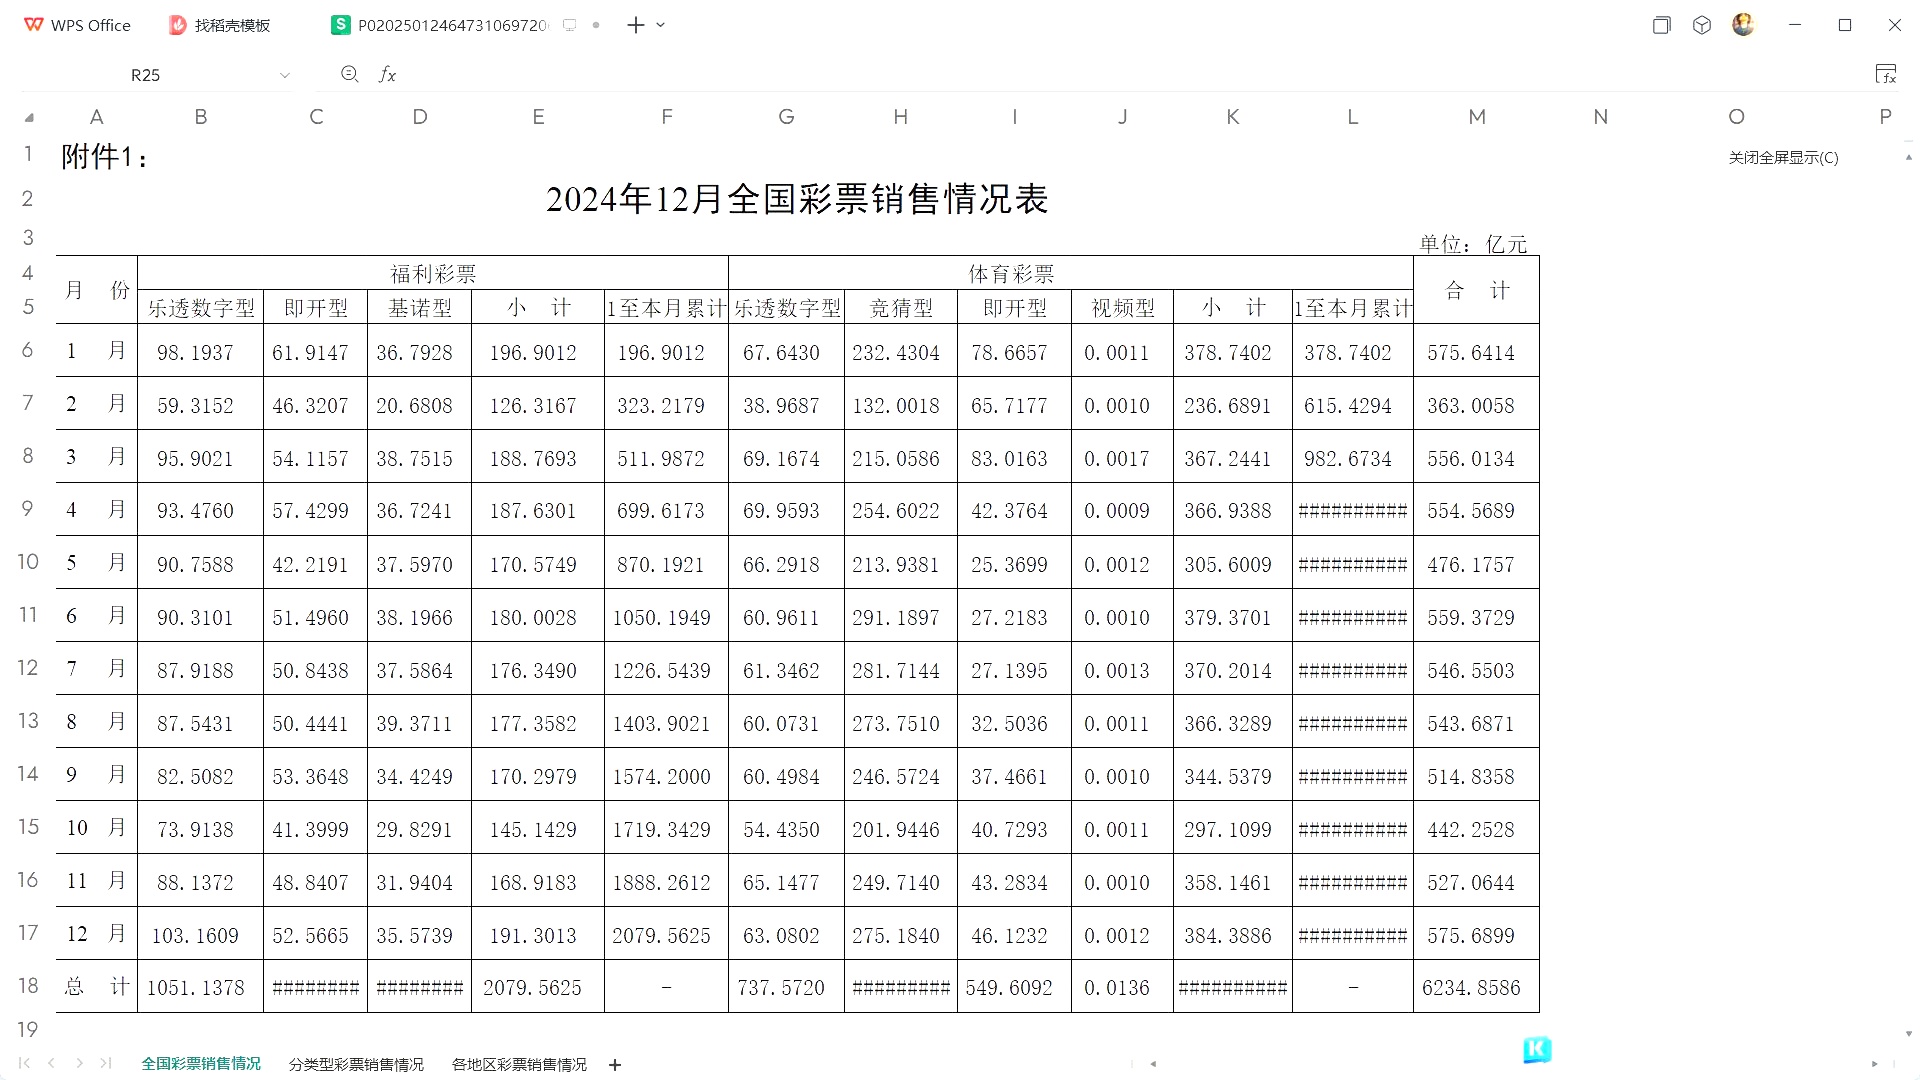 WPS Office 找稻壳模板 P02025012464731069720
R25 fx
A B C D E F G H I J K L M N O P
1 附件1： 关闭全屏显示(C)
2 2024年12月全国彩票销售情况表
3 单位：亿元
4 月 份 福利彩票 体育彩票 合 计
5 乐透数字型 即开型 基诺型 小 计 1至本月累计 乐透数字型 竞猜型 即开型 视频型 小 计 1至本月累计
6 1 月 98.1937 61.9147 36.7928 196.9012 196.9012 67.6430 232.4304 78.6657 0.0011 378.7402 378.7402 575.6414
7 2 月 59.3152 46.3207 20.6808 126.3167 323.2179 38.9687 132.0018 65.7177 0.0010 236.6891 615.4294 363.0058
8 3 月 95.9021 54.1157 38.7515 188.7693 511.9872 69.1674 215.0586 83.0163 0.0017 367.2441 982.6734 556.0134
9 4 月 93.4760 57.4299 36.7241 187.6301 699.6173 69.9593 254.6022 42.3764 0.0009 366.9388 ########## 554.5689
10 5 月 90.7588 42.2191 37.5970 170.5749 870.1921 66.2918 213.9381 25.3699 0.0012 305.6009 ########## 476.1757
11 6 月 90.3101 51.4960 38.1966 180.0028 1050.1949 60.9611 291.1897 27.2183 0.0010 379.3701 ########## 559.3729
12 7 月 87.9188 50.8438 37.5864 176.3490 1226.5439 61.3462 281.7144 27.1395 0.0013 370.2014 ########## 546.5503
13 8 月 87.5431 50.4441 39.3711 177.3582 1403.9021 60.0731 273.7510 32.5036 0.0011 366.3289 ########## 543.6871
14 9 月 82.5082 53.3648 34.4249 170.2979 1574.2000 60.4984 246.5724 37.4661 0.0010 344.5379 ########## 514.8358
15 10 月 73.9138 41.3999 29.8291 145.1429 1719.3429 54.4350 201.9446 40.7293 0.0011 297.1099 ########## 442.2528
16 11 月 88.1372 48.8407 31.9404 168.9183 1888.2612 65.1477 249.7140 43.2834 0.0010 358.1461 ########## 527.0644
17 12 月 103.1609 52.5665 35.5739 191.3013 2079.5625 63.0802 275.1840 46.1232 0.0012 384.3886 ########## 575.6899
18 总 计 1051.1378 ######## ######## 2079.5625 － 737.5720 ######### 549.6092 0.0136 ########## － 6234.8586
19
全国彩票销售情况 分类型彩票销售情况 各地区彩票销售情况 +